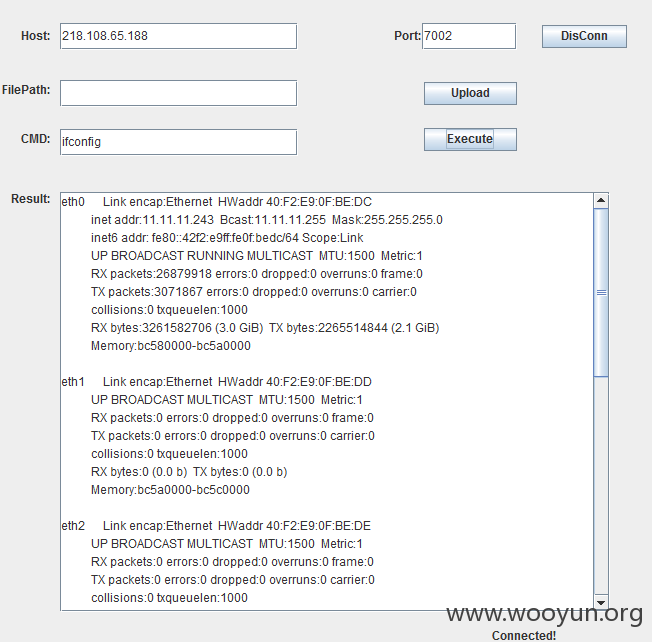 Host: 218.108.65.188 Port: 7002 DisConn
FilePath: Upload
CMD: ifconfig Execute
Result:
eth0 Link encap:Ethernet HWaddr 40:F2:E9:0F:BE:DC
inet addr:11.11.11.243 Bcast:11.11.11.255 Mask:255.255.255.0
inet6 addr: fe80::42f2:e9ff:fe0f:bedc/64 Scope:Link
UP BROADCAST RUNNING MULTICAST MTU:1500 Metric:1
RX packets:26879918 errors:0 dropped:0 overruns:0 frame:0
TX packets:3071867 errors:0 dropped:0 overruns:0 carrier:0
collisions:0 txqueuelen:1000
RX bytes:3261582706 (3.0 GiB) TX bytes:2265514844 (2.1 GiB)
Memory:bc580000-bc5a0000
eth1 Link encap:Ethernet HWaddr 40:F2:E9:0F:BE:DD
UP BROADCAST MULTICAST MTU:1500 Metric:1
RX packets:0 errors:0 dropped:0 overruns:0 frame:0
TX packets:0 errors:0 dropped:0 overruns:0 carrier:0
collisions:0 txqueuelen:1000
RX bytes:0 (0.0 b) TX bytes:0 (0.0 b)
Memory:bc5a0000-bc5c0000
eth2 Link encap:Ethernet HWaddr 40:F2:E9:0F:BE:DE
UP BROADCAST MULTICAST MTU:1500 Metric:1
RX packets:0 errors:0 dropped:0 overruns:0 frame:0
TX packets:0 errors:0 dropped:0 overruns:0 carrier:0
collisions:0 txqueuelen:1000
www.wooyun.org
Connected!